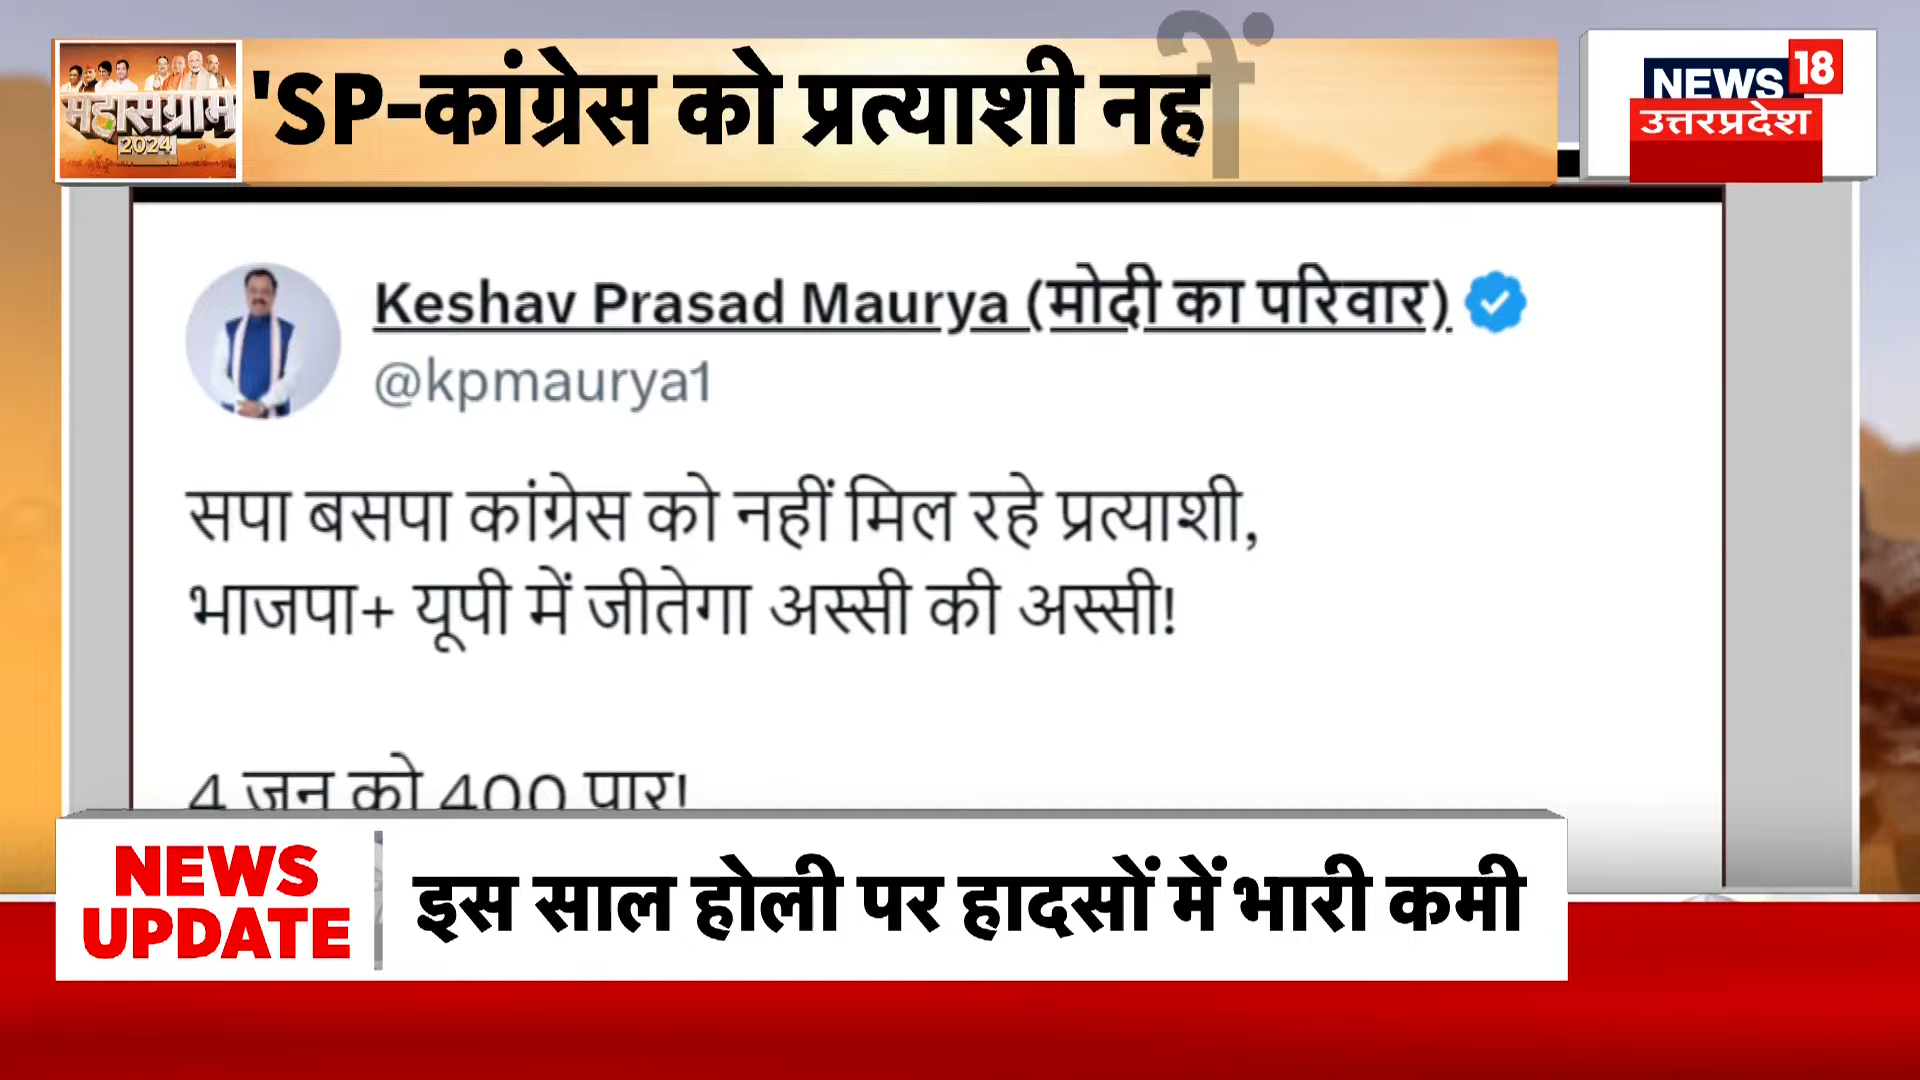 महासंग्राम
2024
'SP-कांग्रेस को प्रत्याशी नहीं
NEWS 18
उत्तरप्रदेश
Keshav Prasad Maurya (मोदी का परिवार)
@kpmaurya1
सपा बसपा कांग्रेस को नहीं मिल रहे प्रत्याशी,
भाजपा+ यूपी में जीतेगा अस्सी की अस्सी!
4 जून को 400 पार!
NEWS
UPDATE
इस साल होली पर हादसों में भारी कमी